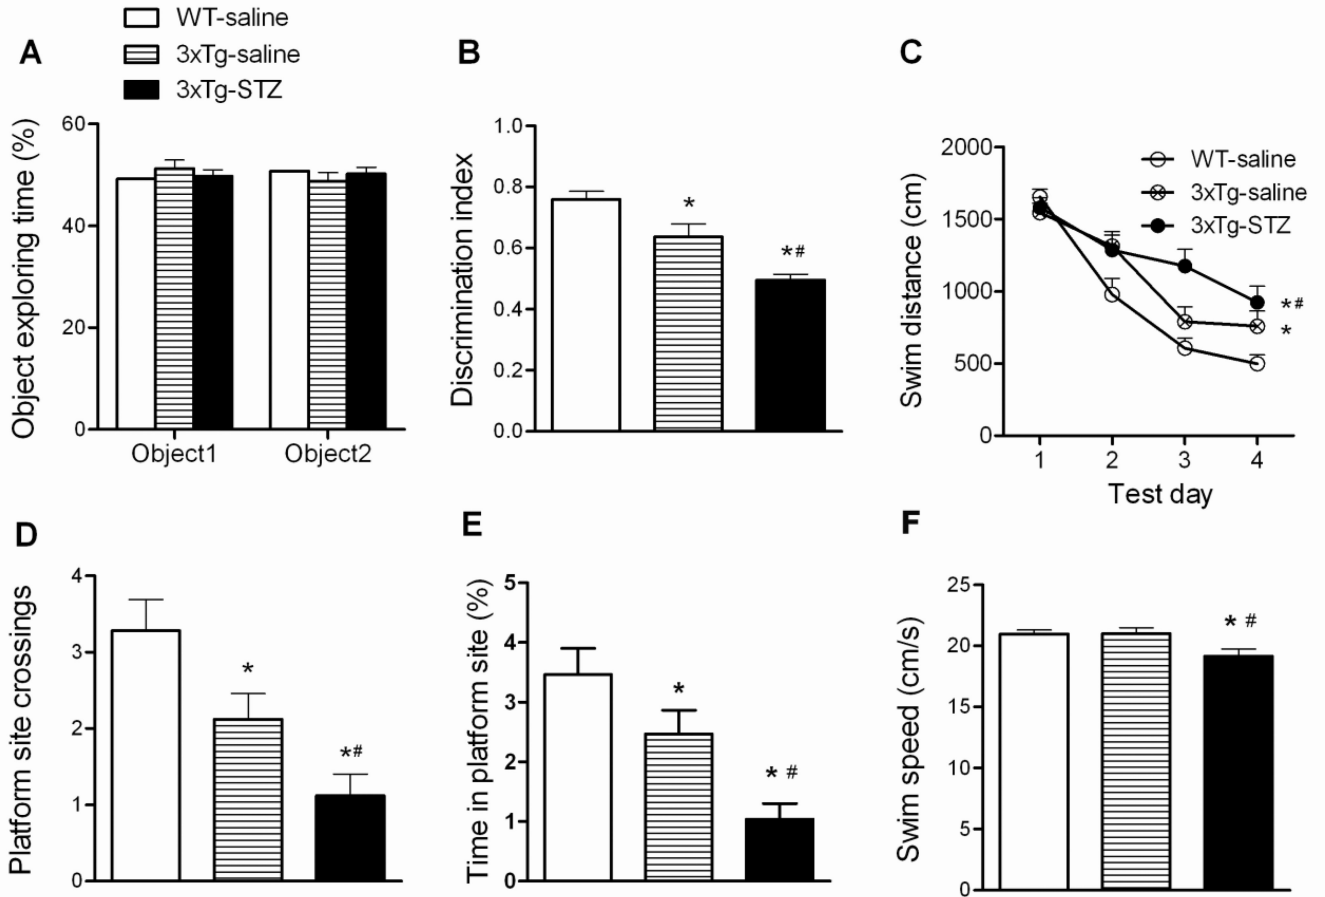 WT-saline
3xTg-saline
3xTg-STZ
A
Object exploring time (%)
60
40
20
0
Object1
Object2
B
Discrimination index
1.0
0.8
0.6
0.4
0.2
0.0
*
*#
C
Swim distance (cm)
2000
1500
1000
500
0
WT-saline
3xTg-saline
3xTg-STZ
*#
*
1 2 3 4
Test day
D
Platform site crossings
4
3
2
1
0
*
*#
E
Time in platform site (%)
5
4
3
2
1
0
*
* #
F
Swim speed (cm/s)
25
20
15
10
5
0
* #